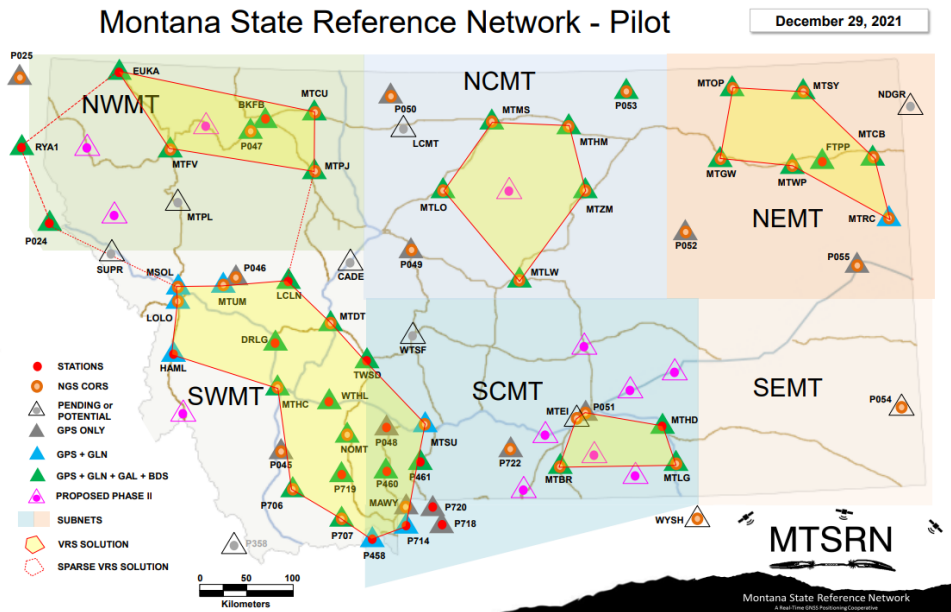 Montana State Reference Network - Pilot
December 29, 2021
P025
EUKA
NWMT
BKFB
MTCU
P047
RYA1
MTFV
MTPJ
P024
MTPL
SUPR
NCMT
P050
LCMT
MTMS
P053
MTHM
MTLO
MTZM
P049
MTLW
MTOP
MTSY
NDGR
MTCB
FTPP
MTGW
MTWP
NEMT
MTRC
P052
P055
MSOL
P046
MTUM
LCLN
CADE
LOLO
MTDT
DRLG
HAML
TWSD
WTSF
SWMT
MTHC
WTHL
P048
MTSU
NOMT
P045
P719
P460
P461
P706
MAWY
P720
P718
P707
P714
P458
P358
SCMT
MTEI
P051
MTHD
P722
MTBR
MTLG
SEMT
P054
WYSH
STATIONS
NGS CORS
PENDING or
POTENTIAL
GPS ONLY
GPS + GLN
GPS + GLN + GAL + BDS
PROPOSED PHASE II
SUBNETS
VRS SOLUTION
SPARSE VRS SOLUTION
0 50 100
Kilometers
MTSRN
Montana State Reference Network
A Real-Time GNSS Positioning Cooperative